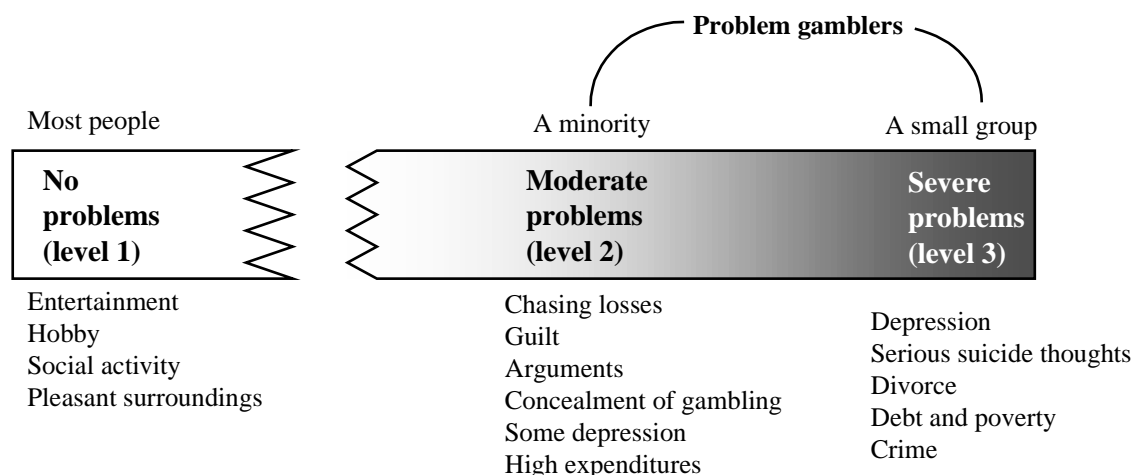 Problem gamblers
Most people
A minority
A small group
No
problems
(level 1)
Moderate
problems
(level 2)
Severe
problems
(level 3)
Entertainment
Hobby
Social activity
Pleasant surroundings
Chasing losses
Guilt
Arguments
Concealment of gambling
Some depression
High expenditures
Depression
Serious suicide thoughts
Divorce
Debt and poverty
Crime